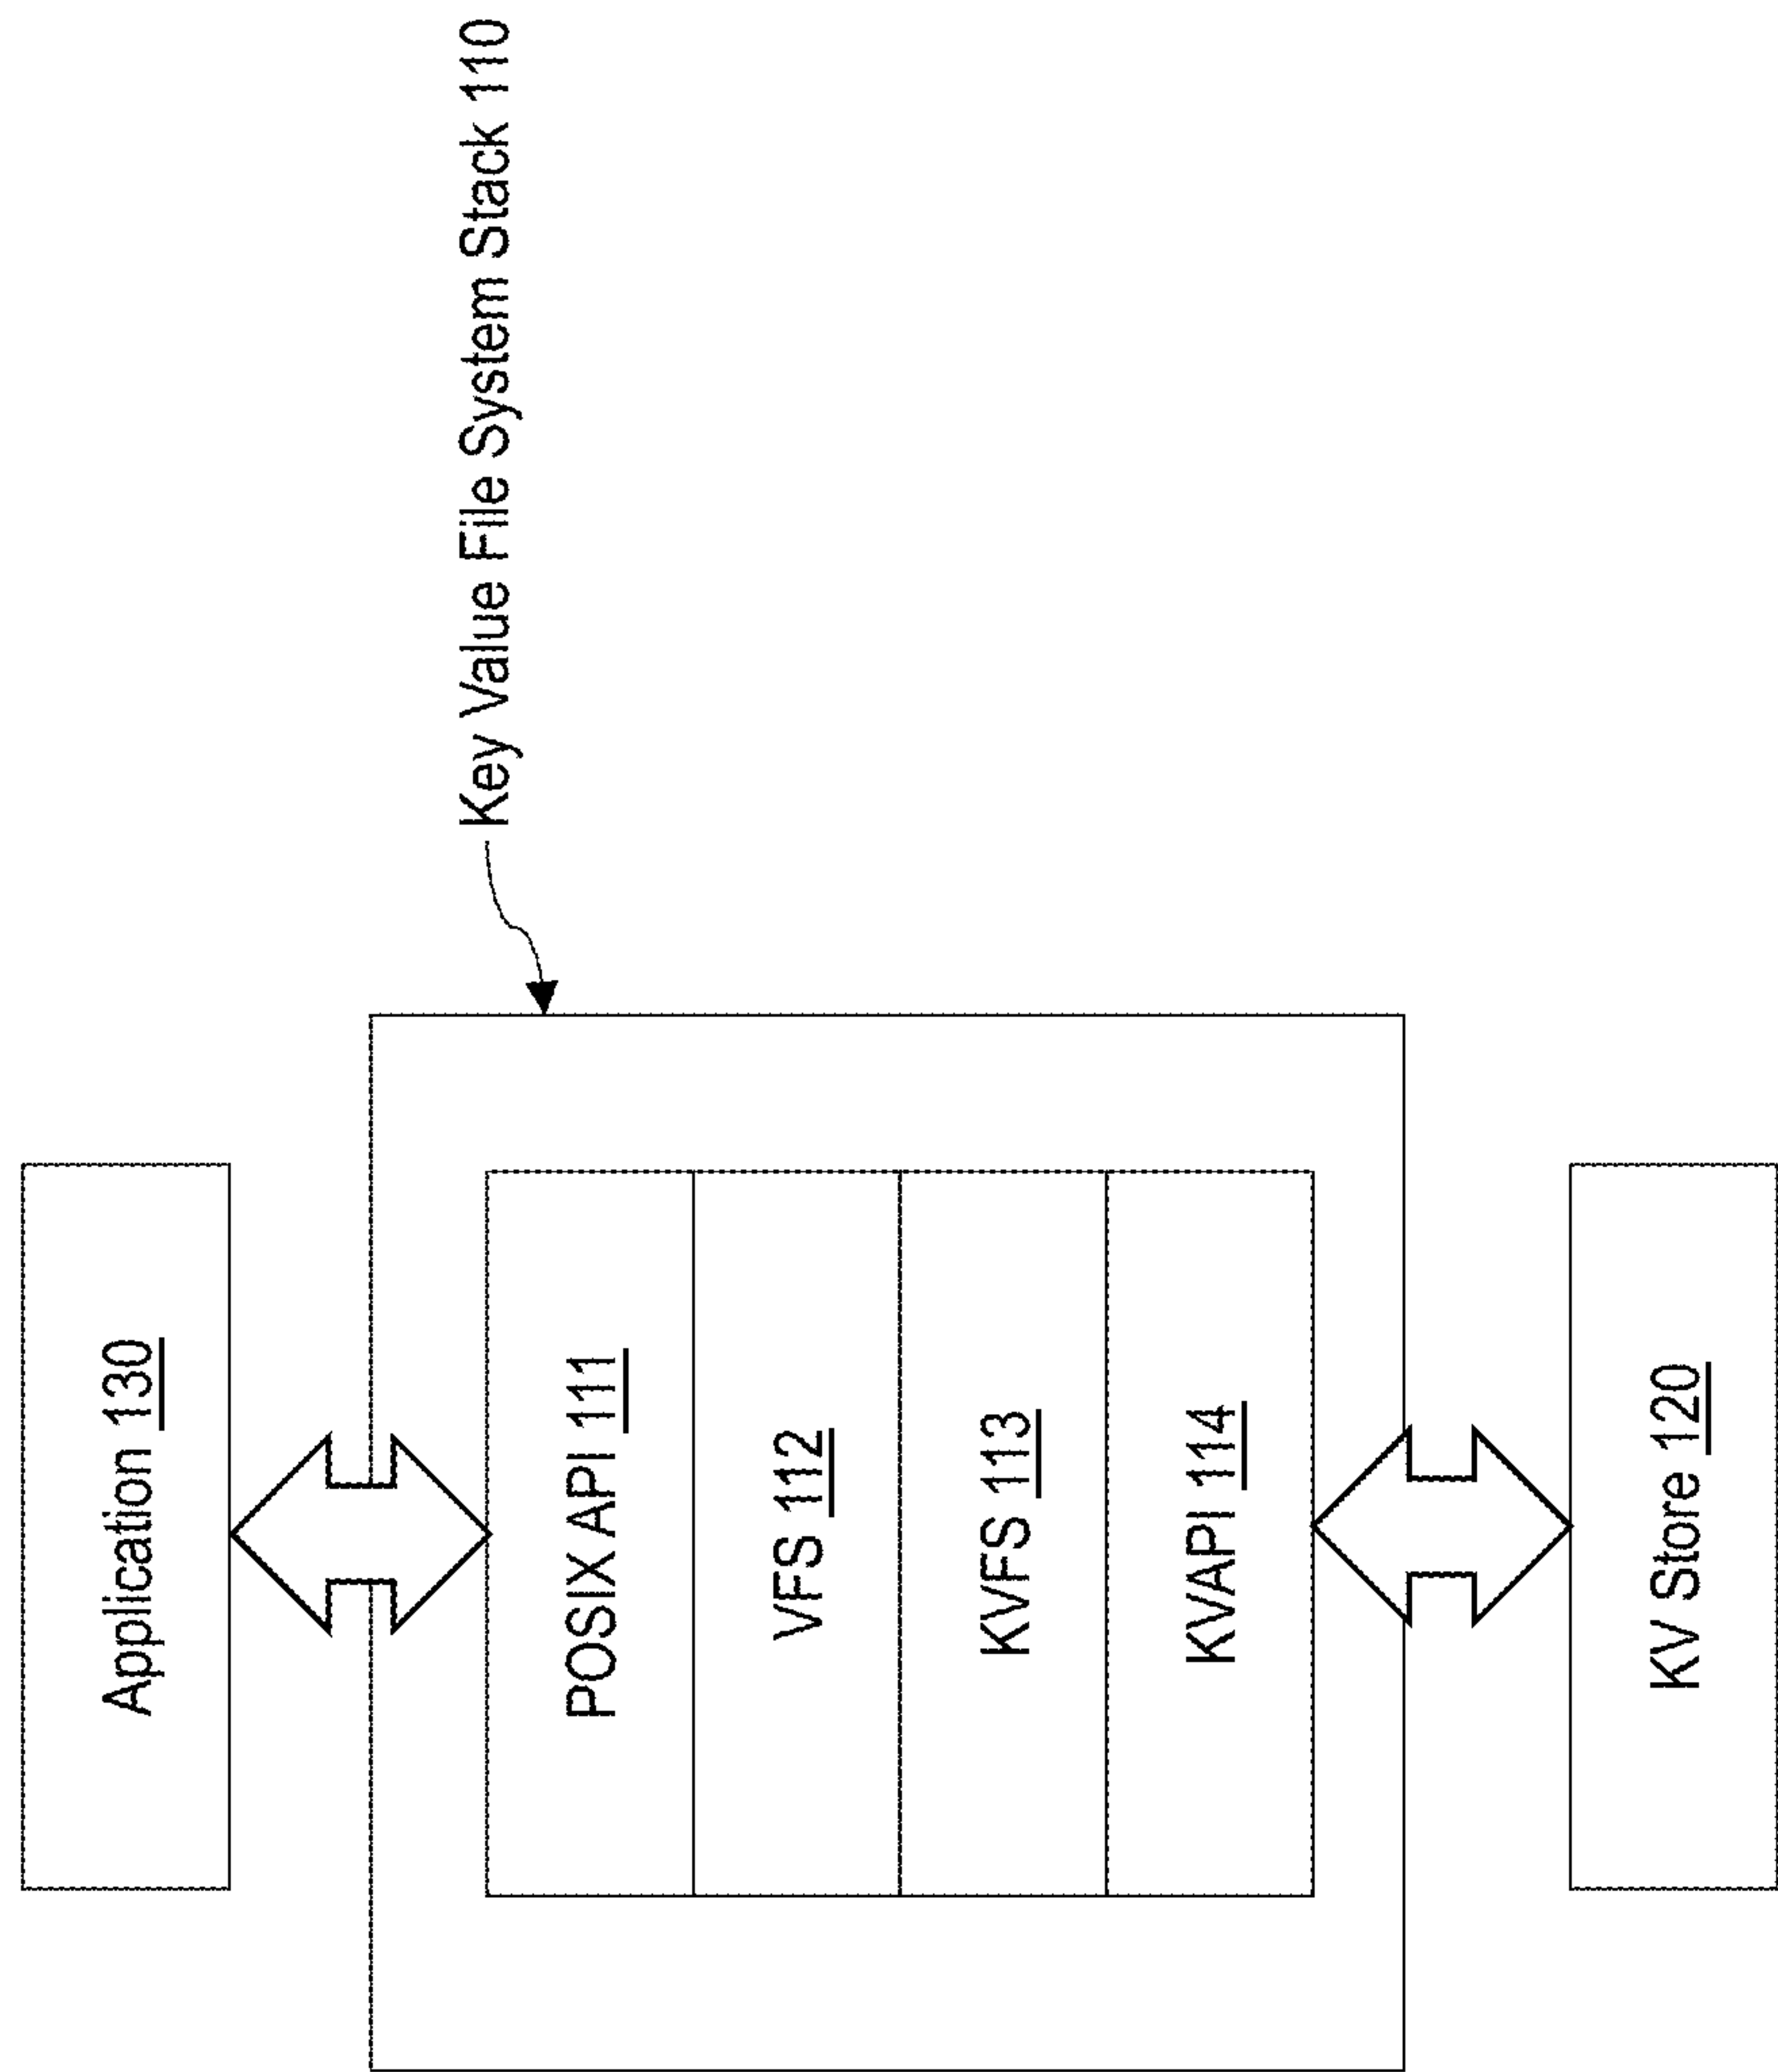 Application 130
Key Value File System Stack 110
POSIX API 111
VFS 112
KVFS 113
KVAPI 114
KV Store 120